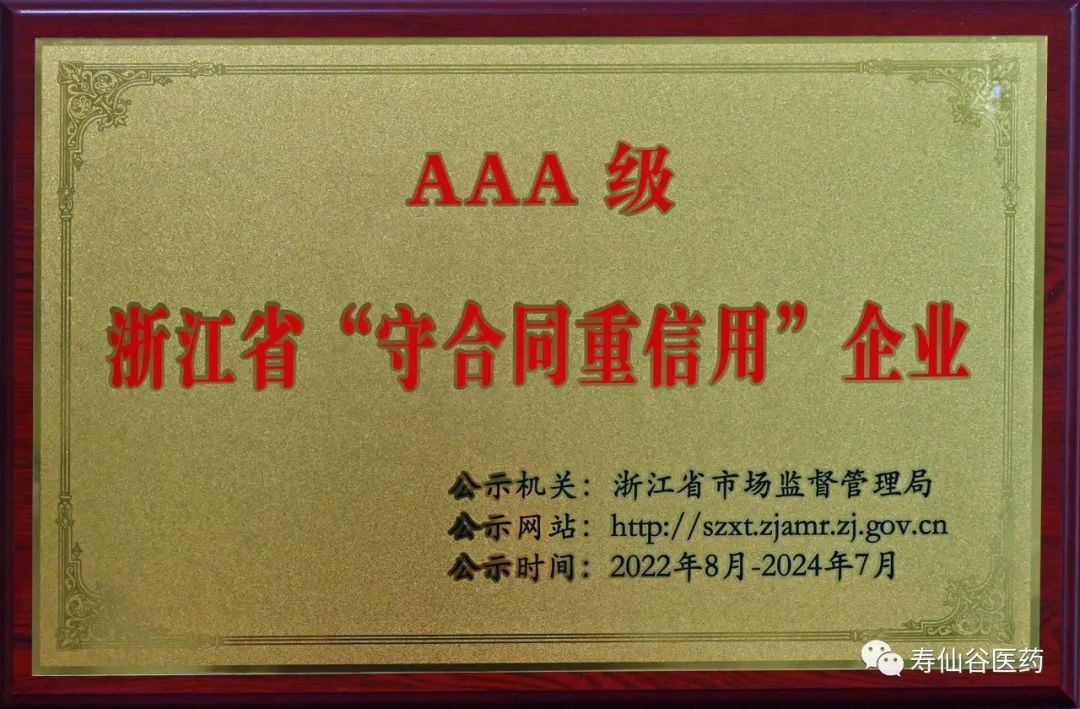 AAA 级
浙江省“守合同重信用”企业
公示机关：浙江省市场监督管理局
公示网站：http://szxt.zjamr.zj.gov.cn
公示时间：2022年8月-2024年7月
寿仙谷医药